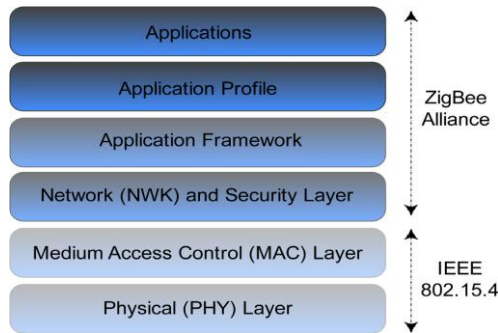 Applications
Application Profile
Application Framework
Network (NWK) and Security Layer
Medium Access Control (MAC) Layer
Physical (PHY) Layer
ZigBee
Alliance
IEEE
802.15.4